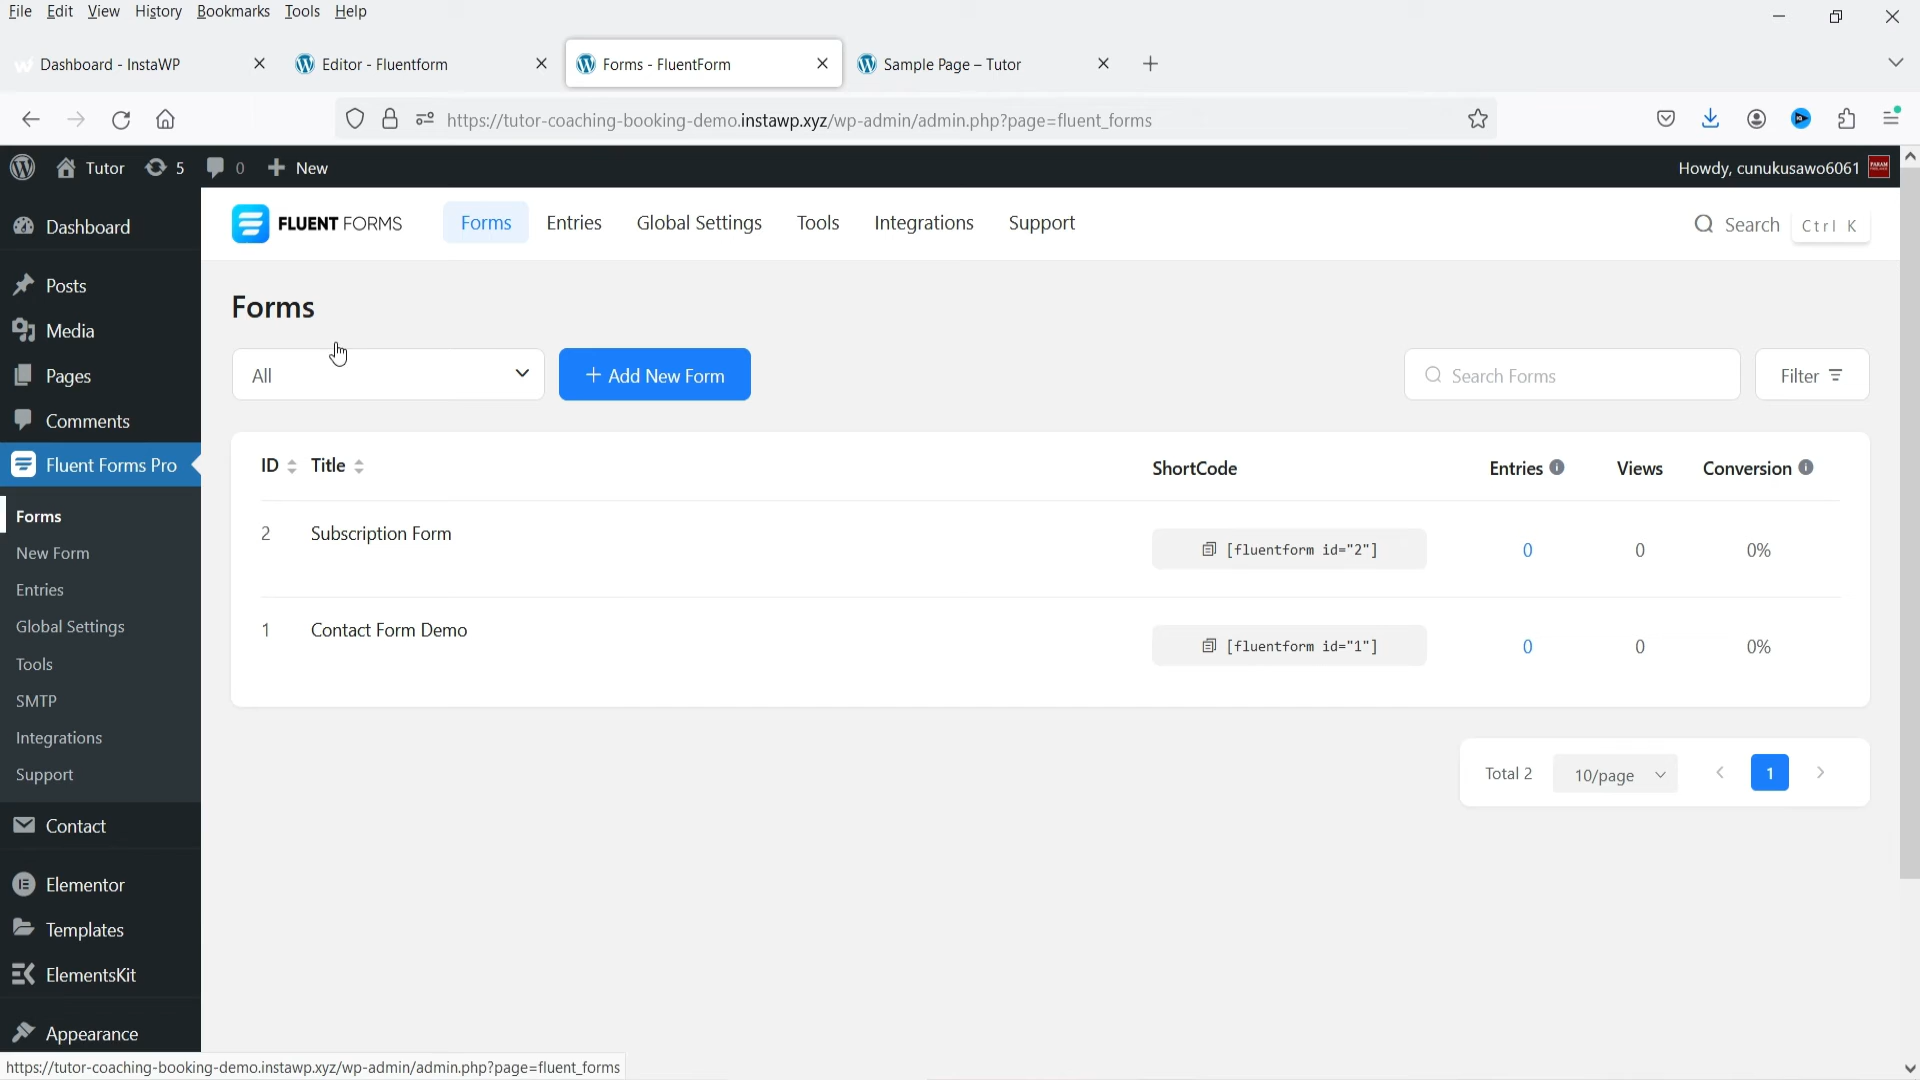 File Edit View History Bookmarks Tools Help
Dashboard - InstaWP
Editor - Fluentform
Forms - FluentForm
Sample Page – Tutor
https://tutor-coaching-booking-demo.instawp.xyz/wp-admin/admin.php?page=fluent_forms
Tutor 5 0 New
Howdy, cunukusawo6061
Dashboard
Posts
Media
Pages
Comments
Fluent Forms Pro
Forms
New Form
Entries
Global Settings
Tools
SMTP
Integrations
Support
Contact
Elementor
Templates
ElementsKit
Appearance
FLUENT FORMS
Forms Entries Global Settings Tools Integrations Support
Search Ctrl K
Forms
All
+ Add New Form
Search Forms
Filter
ID Title ShortCode Entries Views Conversion
2 Subscription Form [fluentform id="2"] 0 0 0%
1 Contact Form Demo [fluentform id="1"] 0 0 0%
Total 2 10/page 1
https://tutor-coaching-booking-demo.instawp.xyz/wp-admin/admin.php?page=fluent_forms